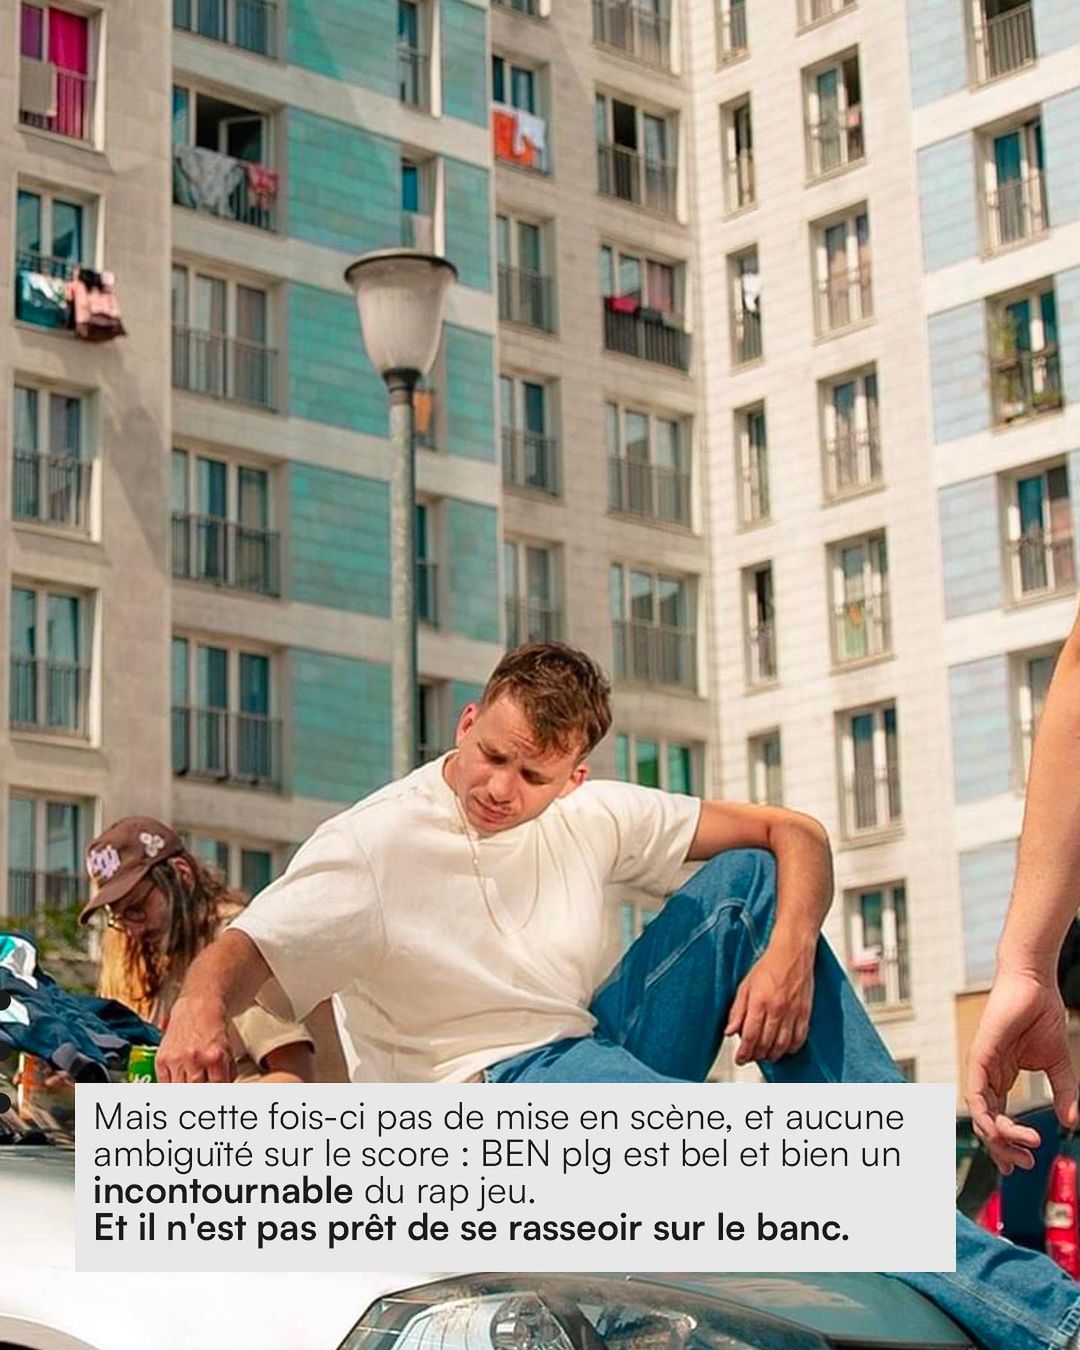 Mais cette fois-ci pas de mise en scène, et aucune
ambiguïté sur le score : BEN plg est bel et bien un
incontournable du rap jeu.
Et il n'est pas prêt de se rasseoir sur le banc.